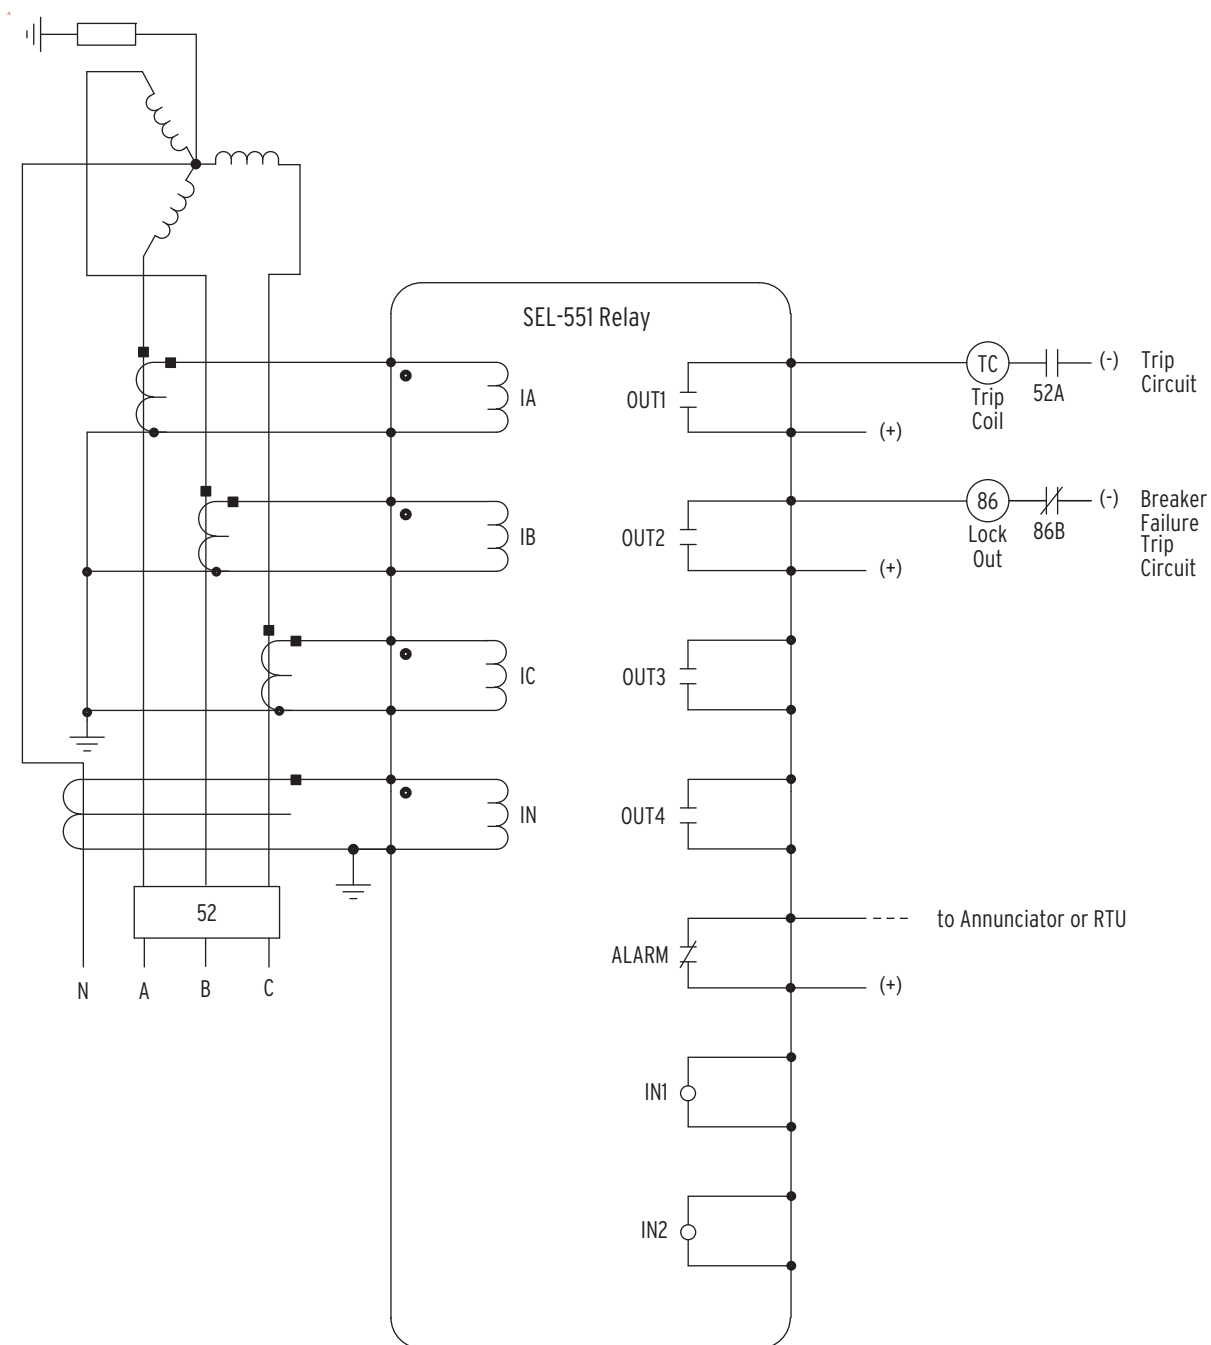 SEL-551 Relay
IA
OUT1
(+)
TC
Trip
Coil
52A
(-)
Trip
Circuit
IB
OUT2
(+)
86
Lock
Out
86B
(-)
Breaker
Failure
Trip
Circuit
IC
OUT3
IN
OUT4
52
N
A
B
C
ALARM
to Annunciator or RTU
(+)
IN1
IN2